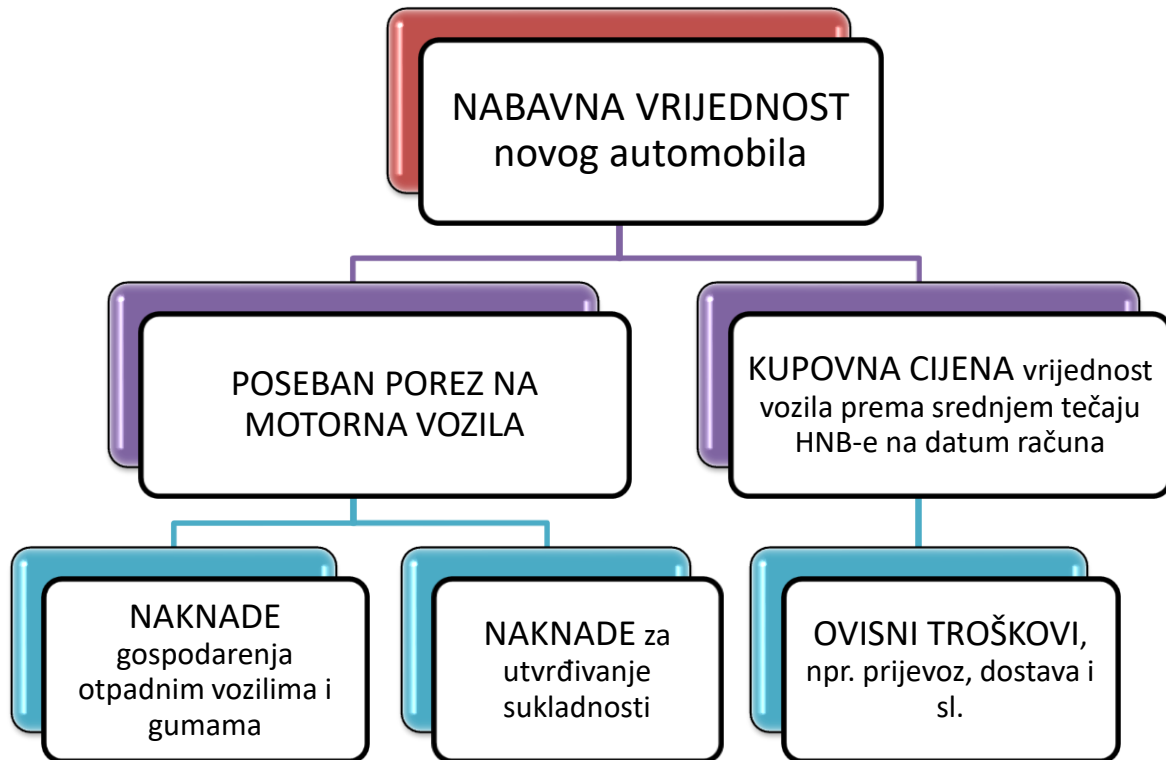 NABAVNA VRIJEDNOST
novog automobila
POSEBAN POREZ NA
MOTORNA VOZILA
KUPOVNA CIJENA vrijednost
vozila prema srednjem tečaju
HNB-e na datum računa
NAKNADE
gospodarenja
otpadnim vozilima i
gumama
NAKNADE za
utvrđivanje
sukladnosti
OVISNI TROŠKOVI,
npr. prijevoz, dostava i
sl.